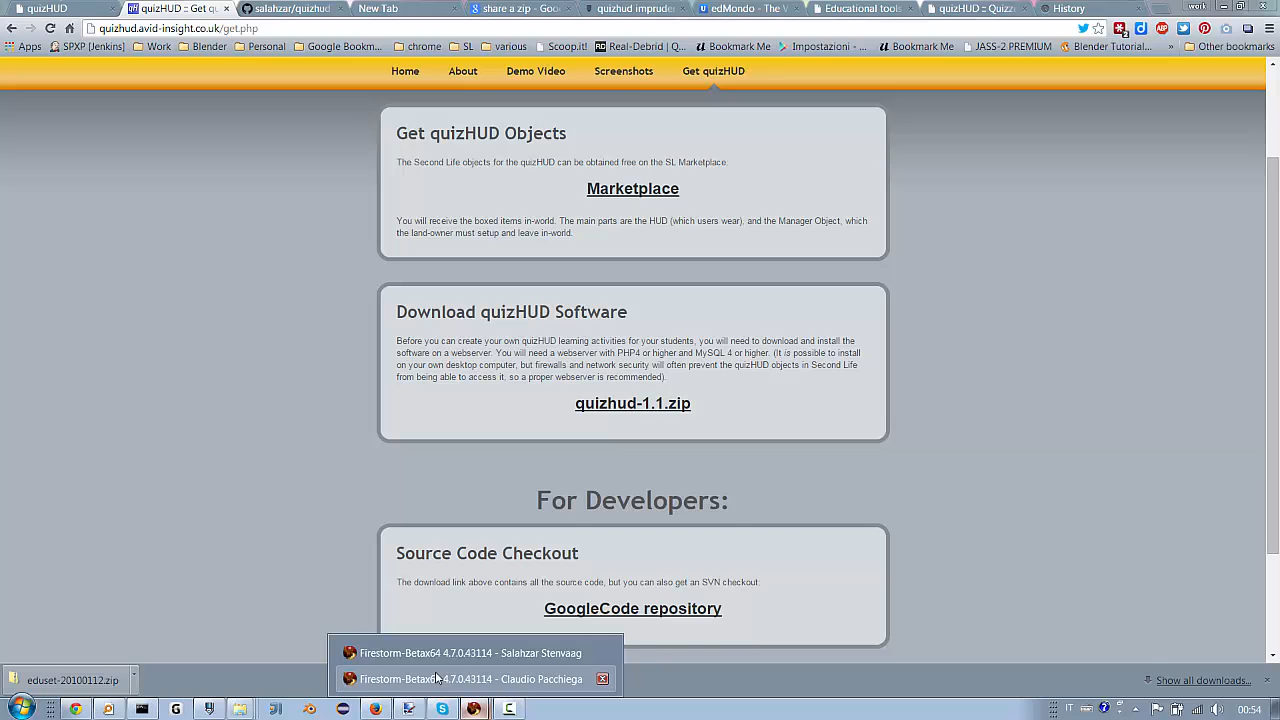 quizHUD
quizHUD :: Get qu
salahzar/quizhud
New Tab
share a zip - Goo
quizhud imprudenc
edMondo - The V
Educational tools
quizHUD :: Quizz
History
work
quizhud.avid-insight.co.uk/get.php
Apps
SPXP [Jenkins]
Work
Blender
Personal
Google Bookm...
chrome
SL
various
Scoop.it!
Real-Debrid | Q...
Bookmark Me
Impostazioni - ...
Bookmark Me
JASS-2 PREMIUM
Blender Tutorial...
»
Other bookmarks
Home
About
Demo Video
Screenshots
Get quizHUD
Get quizHUD Objects
The Second Life objects for the quizHUD can be obtained free on the SL Marketplace:
Marketplace
You will receive the boxed items in-world. The main parts are the HUD (which users wear), and the Manager Object, which
the land-owner must setup and leave in-world.
Download quizHUD Software
Before you can create your own quizHUD learning activities for your students, you will need to download and install the
software on a webserver. You will need a webserver with PHP4 or higher and MySQL 4 or higher. (It is possible to install
on your own desktop computer, but firewalls and network security will often prevent the quizHUD objects in Second Life
from being able to access it, so a proper webserver is recommended).
quizhud-1.1.zip
For Developers:
Source Code Checkout
The download link above contains all the source code, but you can also get an SVN checkout:
GoogleCode repository
Firestorm-Betax64 4.7.0.43114 - Salahzar Stenvaag
Firestorm-Betax64 4.7.0.43114 - Claudio Pacchiega
eduset-20100112.zip
Show all downloads...
IT
00:54